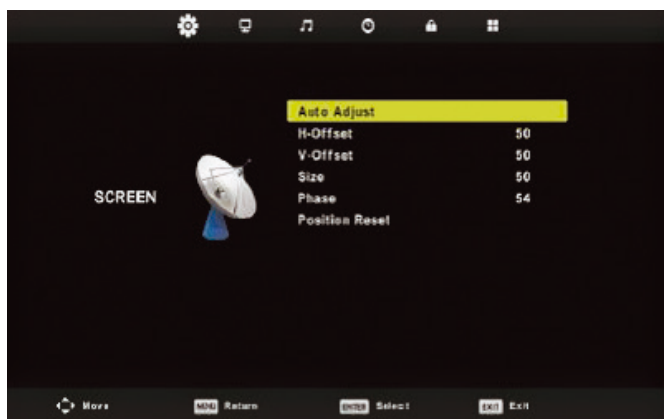 Auto Adjust
H-Offset 50
V-Offset 50
Size 50
SCREEN
Phase 54
Position Reset
Move MENU Return ENTER Select EXIT Exit